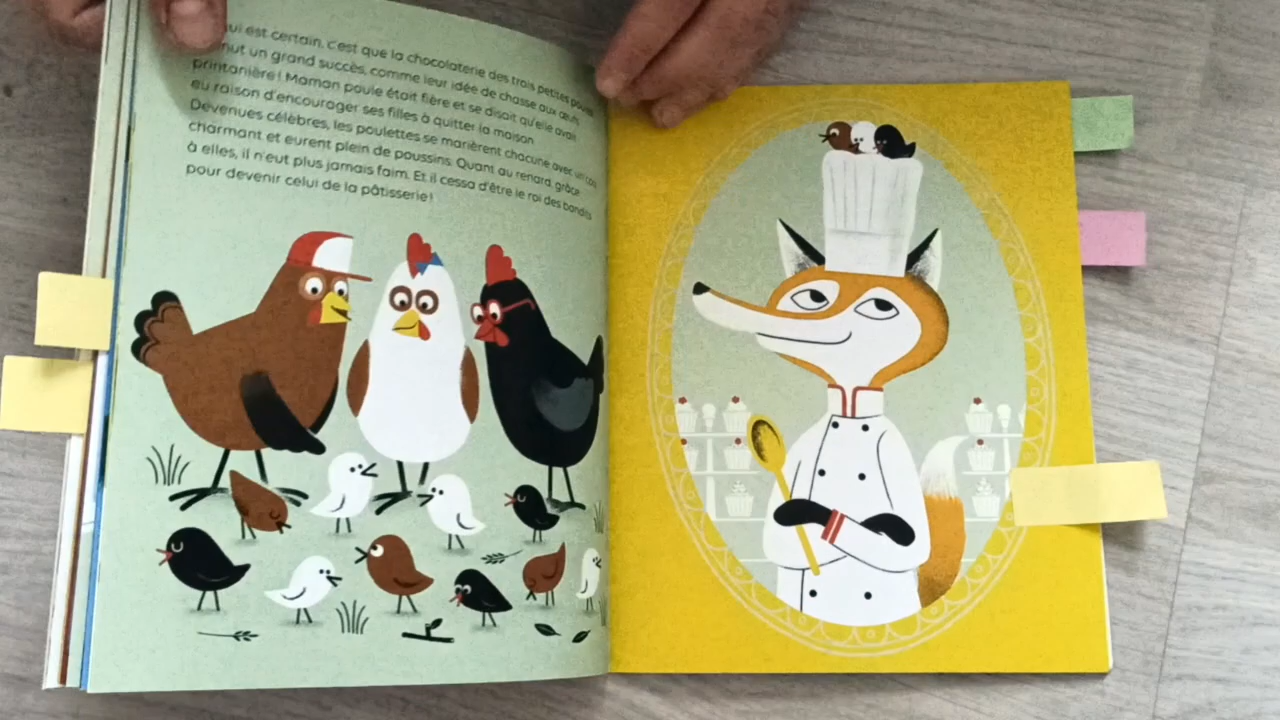 ui est certain, c'est que la chocolaterie des trois petites
un grand succès, comme leur idée de chasse aux œufs
printanière! Maman poule était fière et se disait qu'elle avait
eu raison d'encourager ses filles à quitter la maison.
Devenues célèbres, les poulettes se marièrent chacune avec un coq
charmant et eurent plein de poussins. Quant au renard, grâce
à elles, il n'eut plus jamais faim. Et il cessa d'être le roi des bandits
pour devenir celui de la pâtisserie!